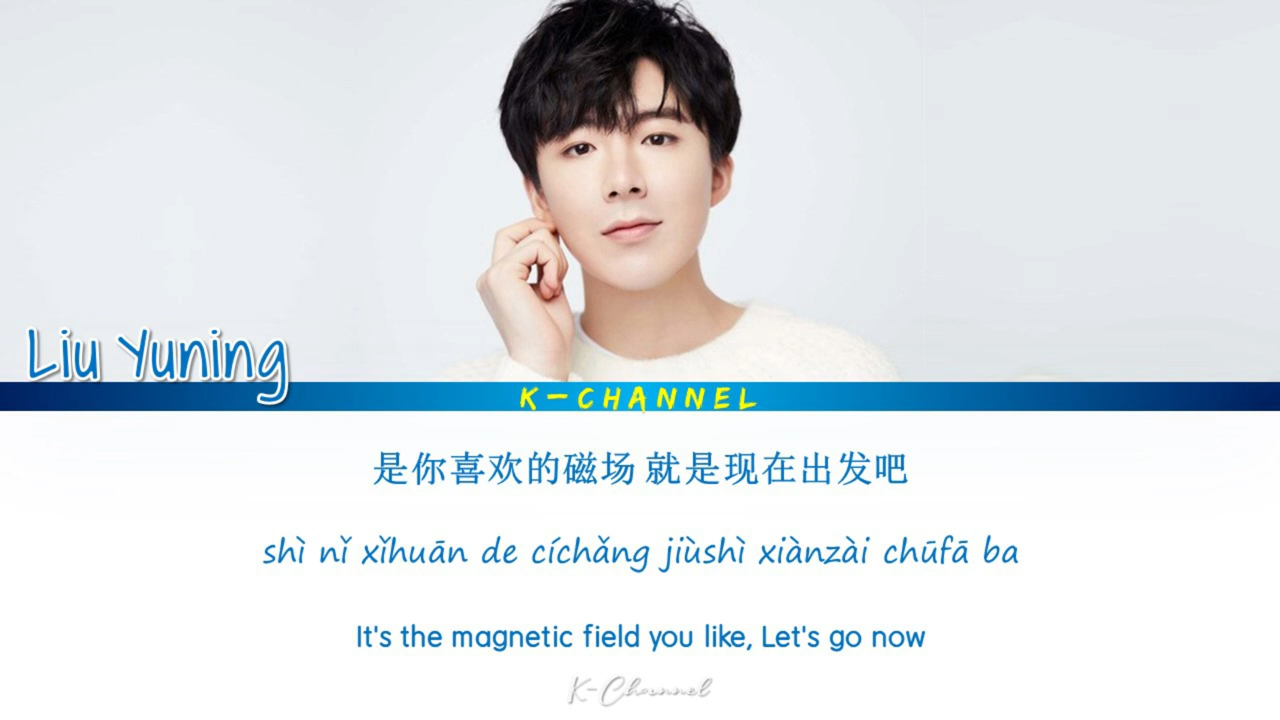 Liu Yuning
K-CHANNEL
是你喜欢的磁场 就是现在出发吧
shì nǐ xǐhuān de cíchǎng jiùshì xiànzài chūfā ba
It's the magnetic field you like, Let's go now
K-Channel